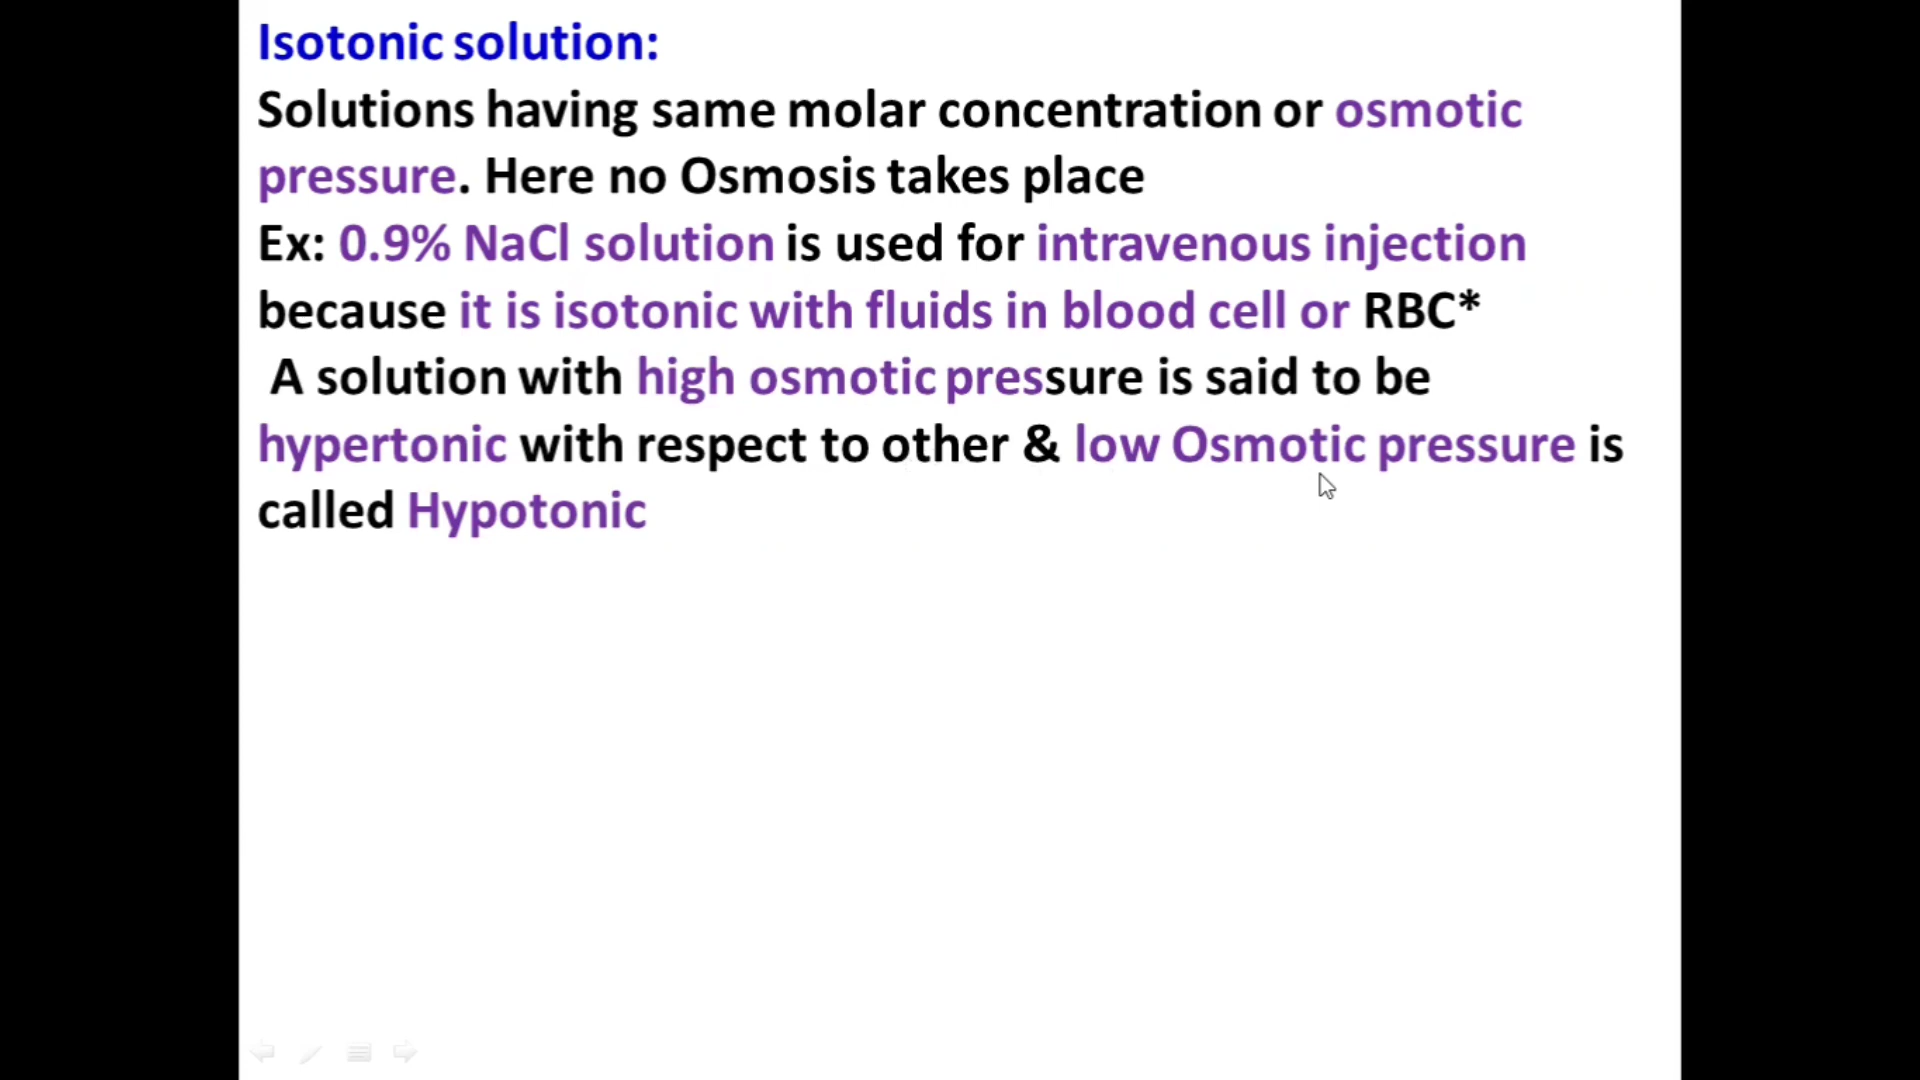 Isotonic solution:
Solutions having same molar concentration or osmotic
pressure. Here no Osmosis takes place
Ex: 0.9% NaCl solution is used for intravenous injection
because it is isotonic with fluids in blood cell or RBC*
A solution with high osmotic pressure is said to be
hypertonic with respect to other & low Osmotic pressure is
called Hypotonic